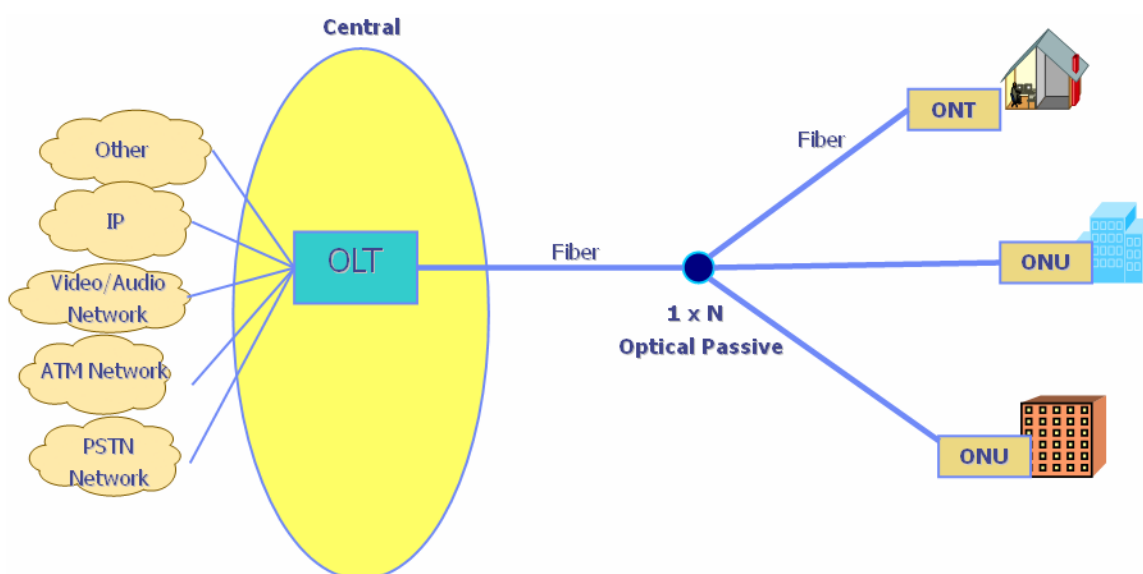 Central
Other
IP
Video/Audio
Network
ATM Network
PSTN
Network
OLT
Fiber
1 x N
Optical Passive
Fiber
ONT
ONU
ONU